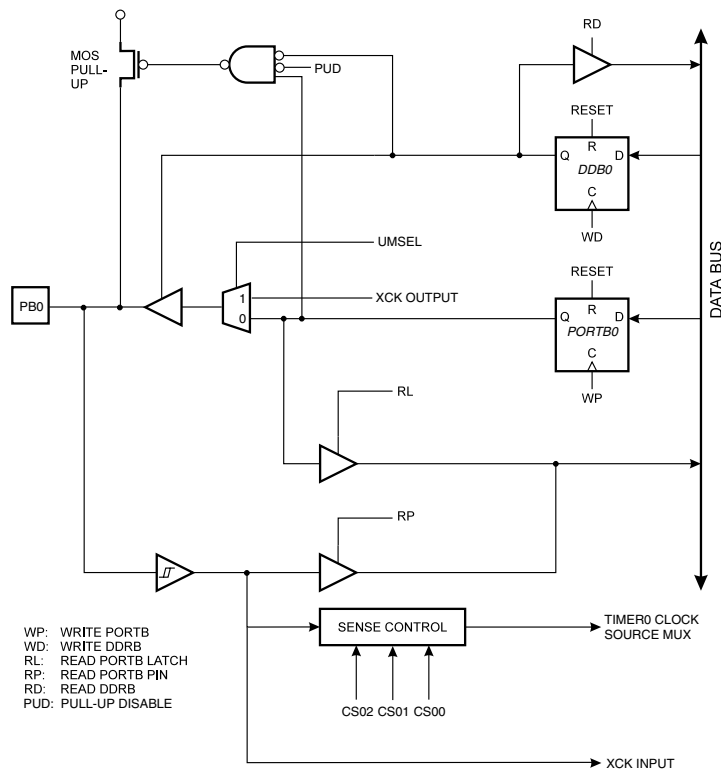 RD
MOS
PULL-
UP
PUD
RESET
R
Q
D
DDB0
C
WD
UMSEL
RESET
1
XCK OUTPUT
PB0
R
0
Q
D
PORTB0
C
DATA BUS
WP
RL
RP
TIMER0 CLOCK
SOURCE MUX
SENSE CONTROL
WP: WRITE PORTB
WD: WRITE DDRB
RL: READ PORTB LATCH
RP: READ PORTB PIN
RD: READ DDRB
PUD: PULL-UP DISABLE
CS02 CS01 CS00
XCK INPUT